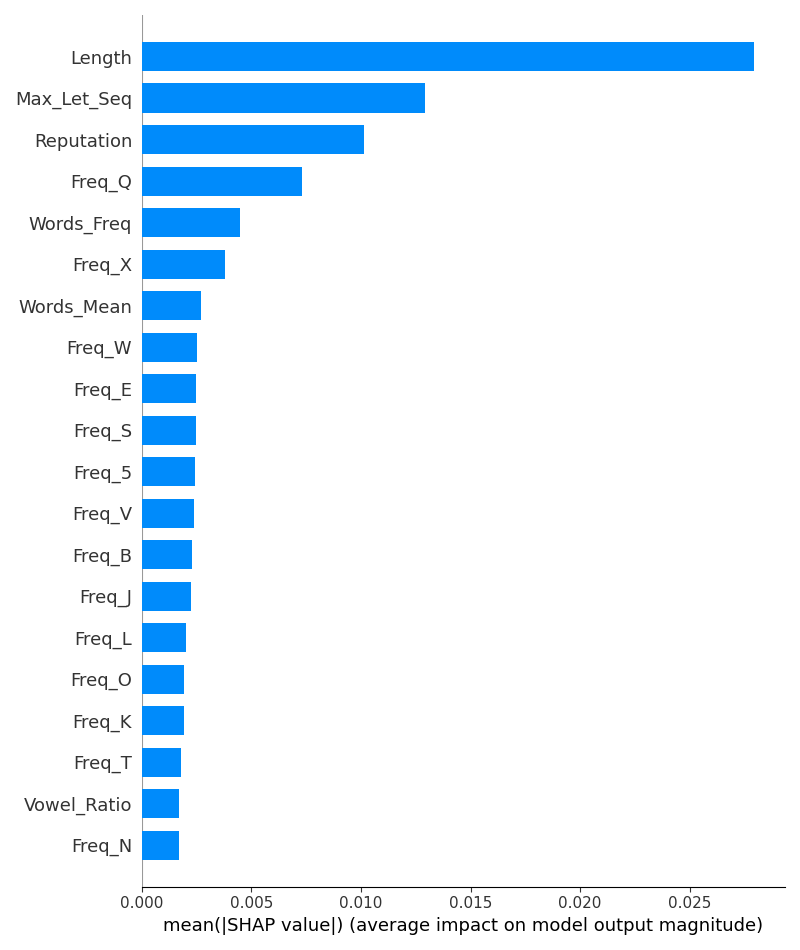 Length
Max_Let_Seq
Reputation
Freq_Q
Words_Freq
Freq_X
Words_Mean
Freq_W
Freq_E
Freq_S
Freq_5
Freq_V
Freq_B
Freq_J
Freq_L
Freq_O
Freq_K
Freq_T
Vowel_Ratio
Freq_N
0.000 0.005 0.010 0.015 0.020 0.025
mean(|SHAP value|) (average impact on model output magnitude)